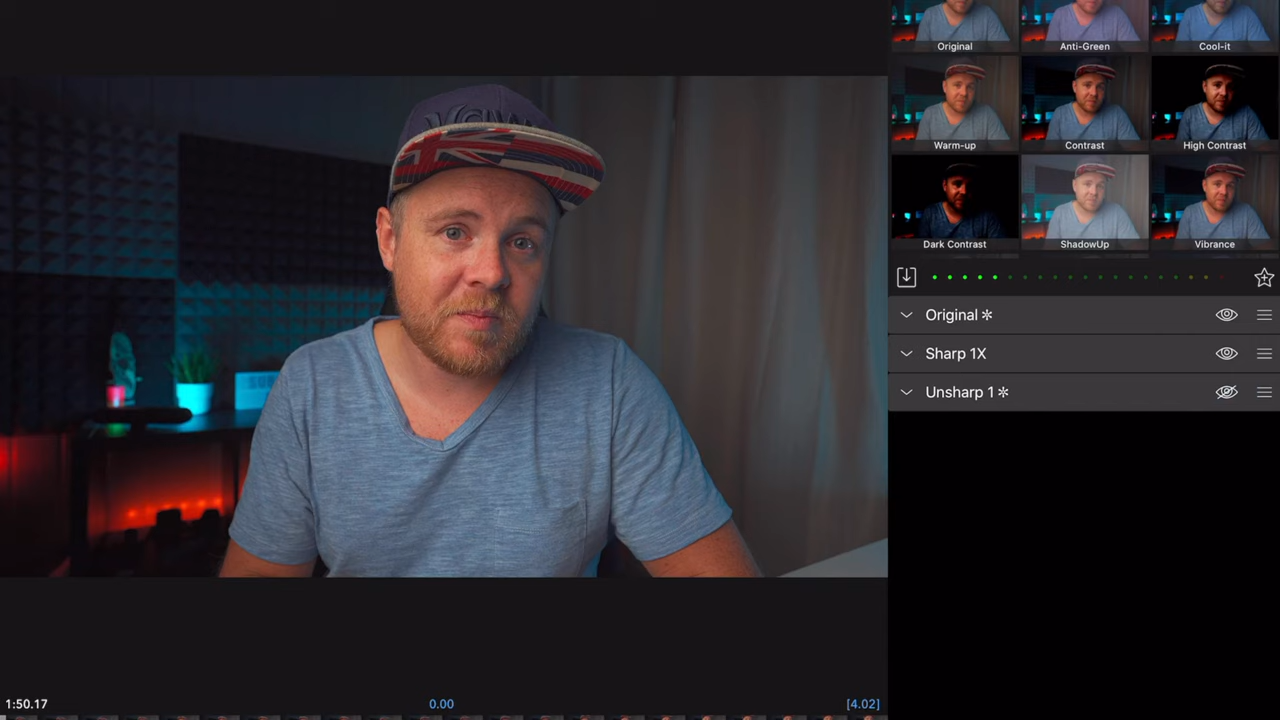 Original
Anti-Green
Cool-it
Warm-up
Contrast
High Contrast
Dark Contrast
ShadowUp
Vibrance
Original ✻
Sharp 1X
Unsharp 1 ✻
1:50.17
0.00
[4.02]